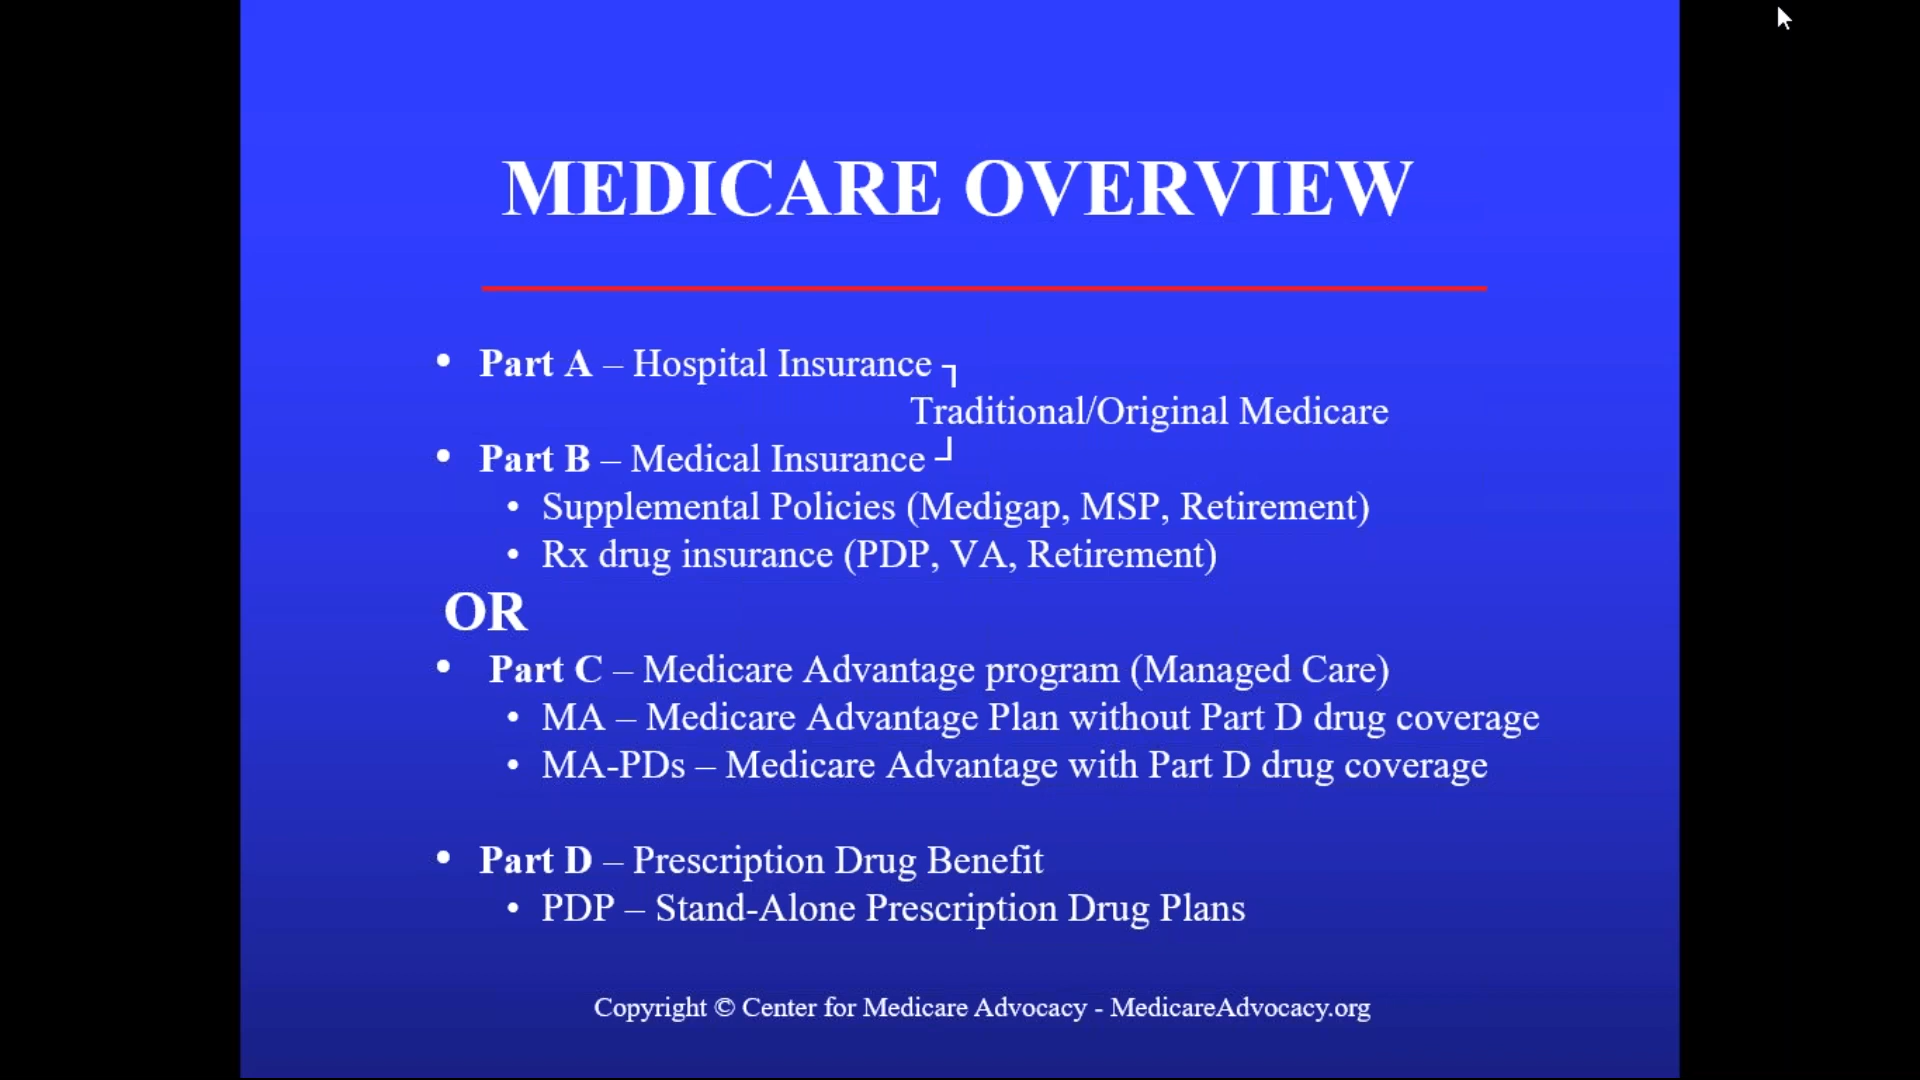 MEDICARE OVERVIEW
• Part A – Hospital Insurance ┐
Traditional/Original Medicare
• Part B – Medical Insurance ┘
• Supplemental Policies (Medigap, MSP, Retirement)
• Rx drug insurance (PDP, VA, Retirement)
OR
• Part C – Medicare Advantage program (Managed Care)
• MA – Medicare Advantage Plan without Part D drug coverage
• MA-PDs – Medicare Advantage with Part D drug coverage
• Part D – Prescription Drug Benefit
• PDP – Stand-Alone Prescription Drug Plans
Copyright © Center for Medicare Advocacy - MedicareAdvocacy.org